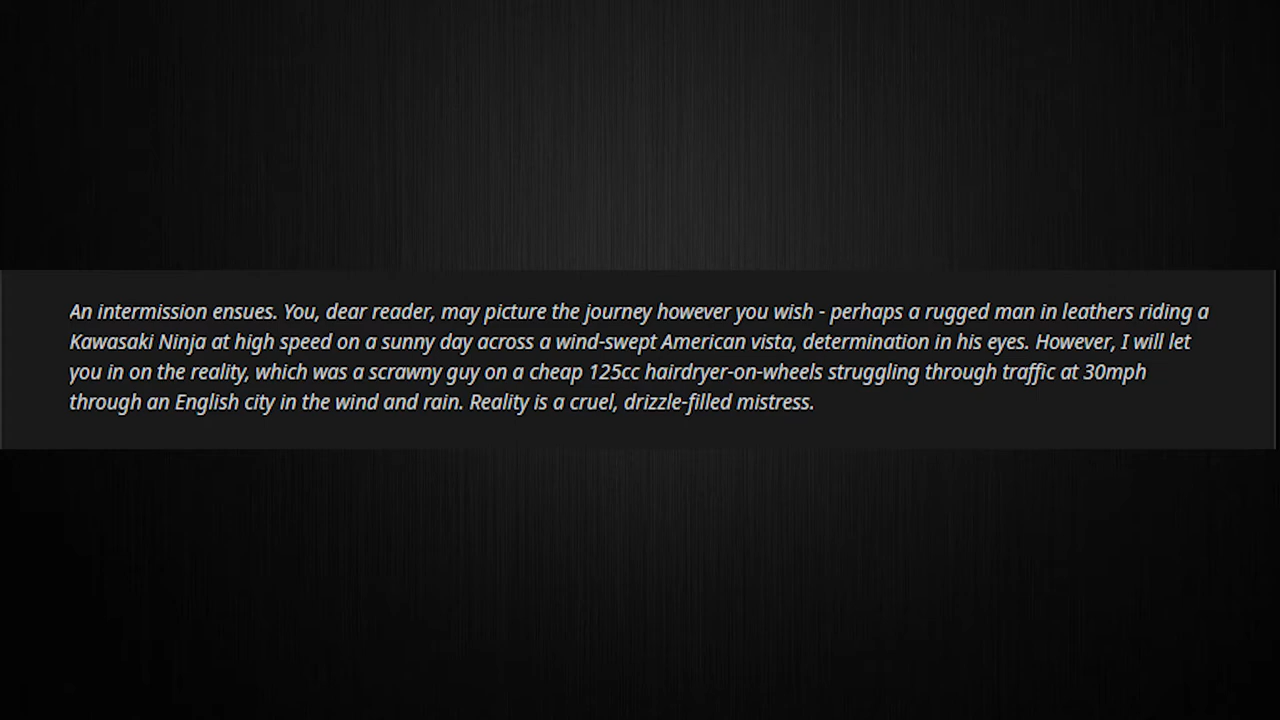 An intermission ensues. You, dear reader, may picture the journey however you wish - perhaps a rugged man in leathers riding a
Kawasaki Ninja at high speed on a sunny day across a wind-swept American vista, determination in his eyes. However, I will let
you in on the reality, which was a scrawny guy on a cheap 125cc hairdryer-on-wheels struggling through traffic at 30mph
through an English city in the wind and rain. Reality is a cruel, drizzle-filled mistress.